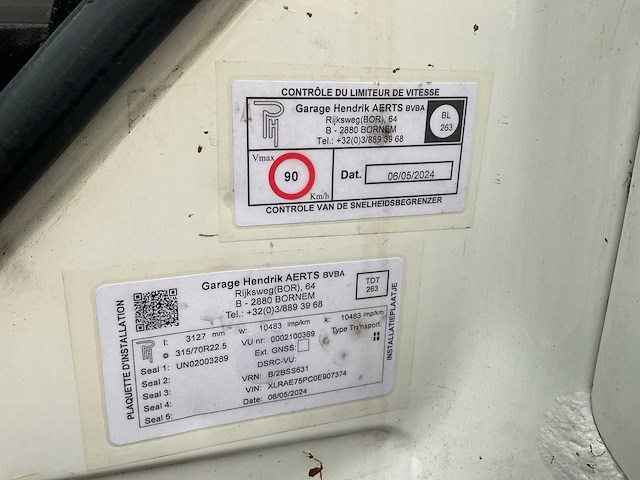 CONTRÔLE DU LIMITEUR DE VITESSE
Garage Hendrik AERTS BVBA
Rijksweg(BOR), 64
B - 2880 BORNEM
Tel.: +32(0)3/889 39 68
BL
263
Vmax
90
Km/h
Dat. 06/05/2024
CONTROLE VAN DE SNELHEIDSBEGRENZER
PLAQUETTE D'INSTALLATION
Garage Hendrik AERTS BVBA
Rijksweg(BOR), 64
B - 2880 BORNEM
Tel.: +32(0)3/889 39 68
TDT
263
l: 3127 mm w: 10483 imp/km k: 10483 imp/km
315/70R22.5 VU nr: 0002100369 Type Transport:
Seal 1: UN02003289 Ext. GNSS:
Seal 2: DSRC-VU:
Seal 3: VRN: B/2BSS631
Seal 4: VIN: XLRAE75PC0E907374
Seal 5: Date: 06/05/2024
INSTALLATIEPLAATJE